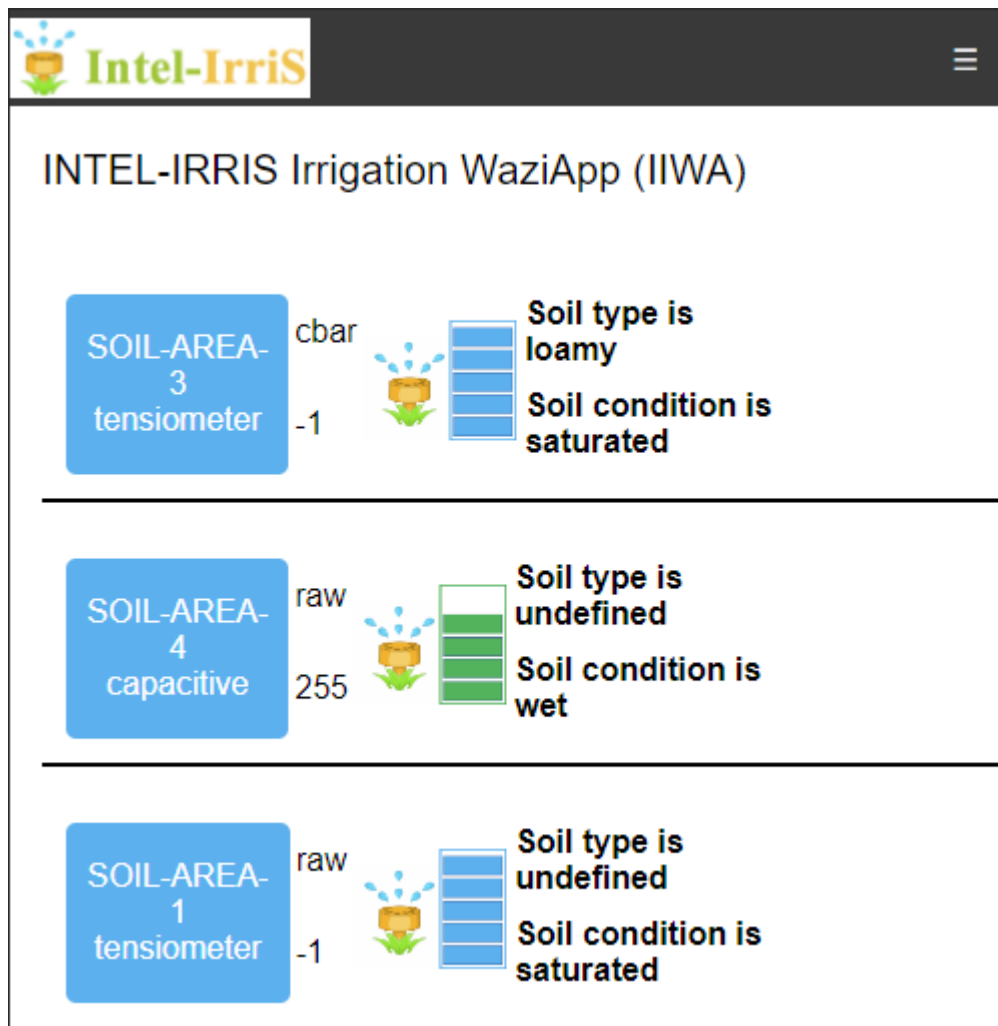 Intel-IrriS
☰
INTEL-IRRIS Irrigation WaziApp (IIWA)
SOIL-AREA-
3
tensiometer
cbar
-1
Soil type is
loamy
Soil condition is
saturated
SOIL-AREA-
4
capacitive
raw
255
Soil type is
undefined
Soil condition is
wet
SOIL-AREA-
1
tensiometer
raw
-1
Soil type is
undefined
Soil condition is
saturated